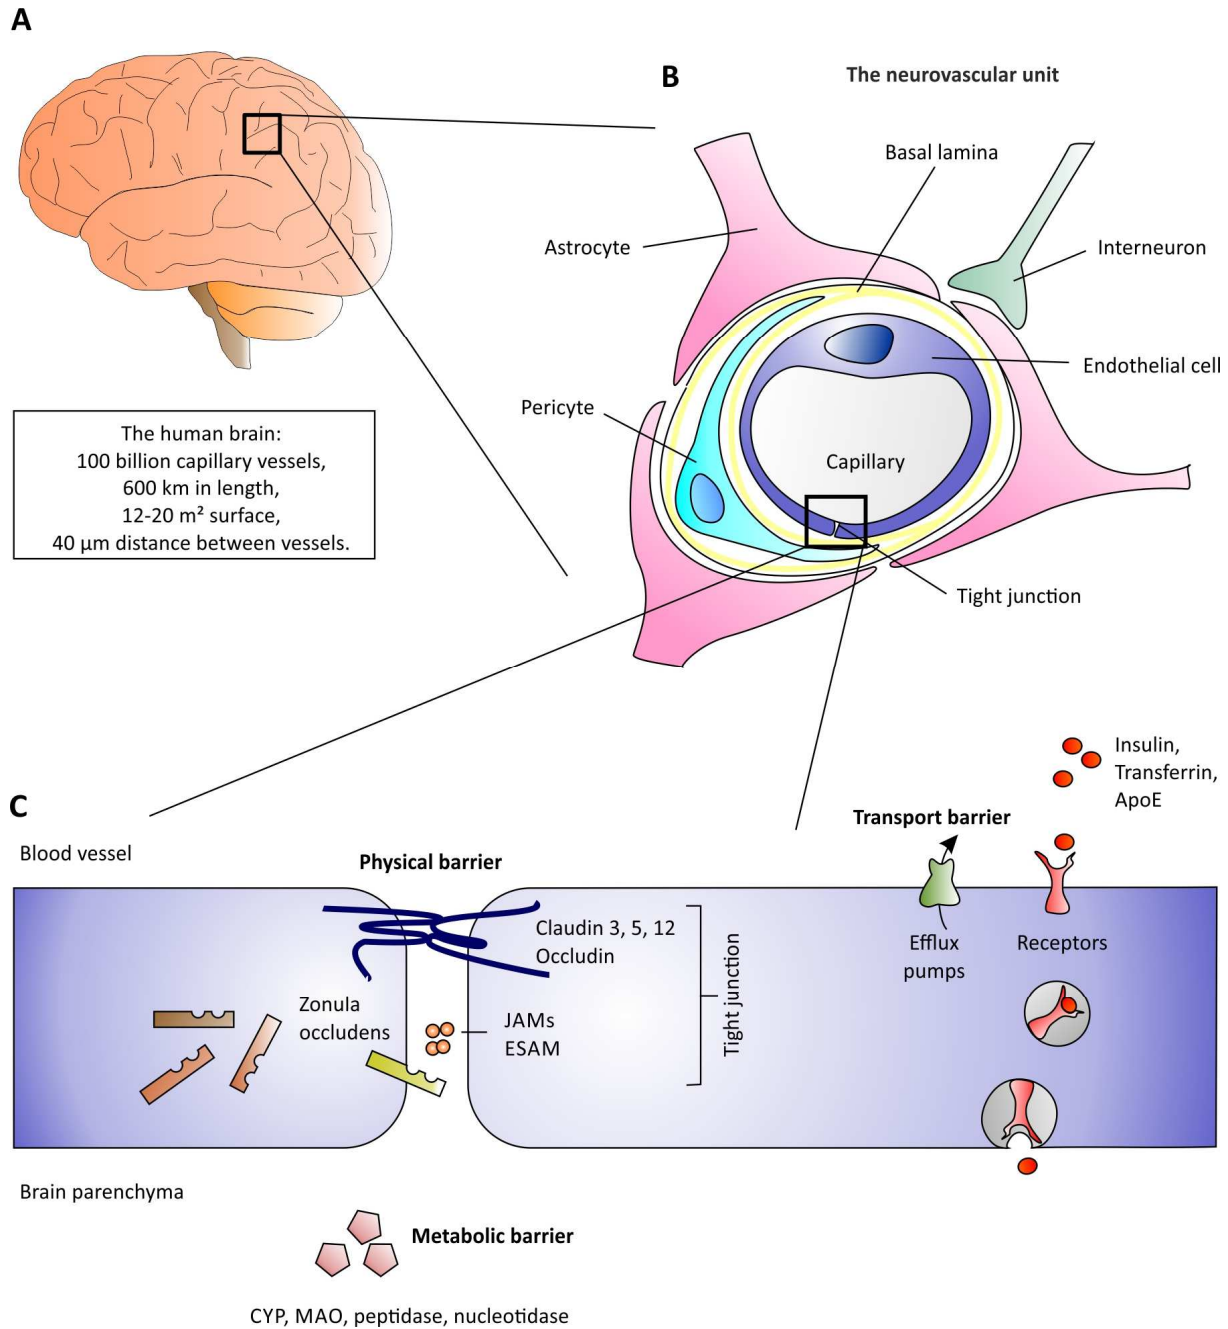 A
B
The neurovascular unit
Basal lamina
Astrocyte
Interneuron
Endothelial cell
Pericyte
Capillary
Tight junction
The human brain:
100 billion capillary vessels,
600 km in length,
12-20 m² surface,
40 µm distance between vessels.
C
Insulin,
Transferrin,
ApoE
Transport barrier
Blood vessel
Physical barrier
Claudin 3, 5, 12
Occludin
Efflux
pumps
Receptors
Zonula
occludens
JAMs
ESAM
Tight junction
Brain parenchyma
Metabolic barrier
CYP, MAO, peptidase, nucleotidase